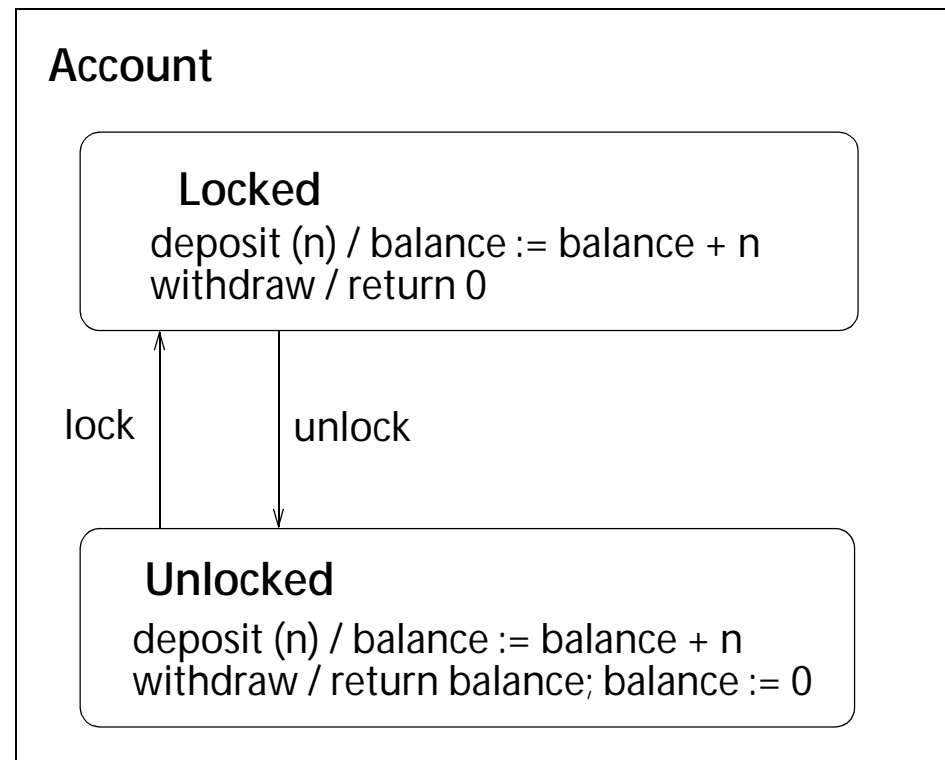 Account
Locked
deposit (n) / balance := balance + n
withdraw / return 0
lock
unlock
Unlocked
deposit (n) / balance := balance + n
withdraw / return balance; balance := 0